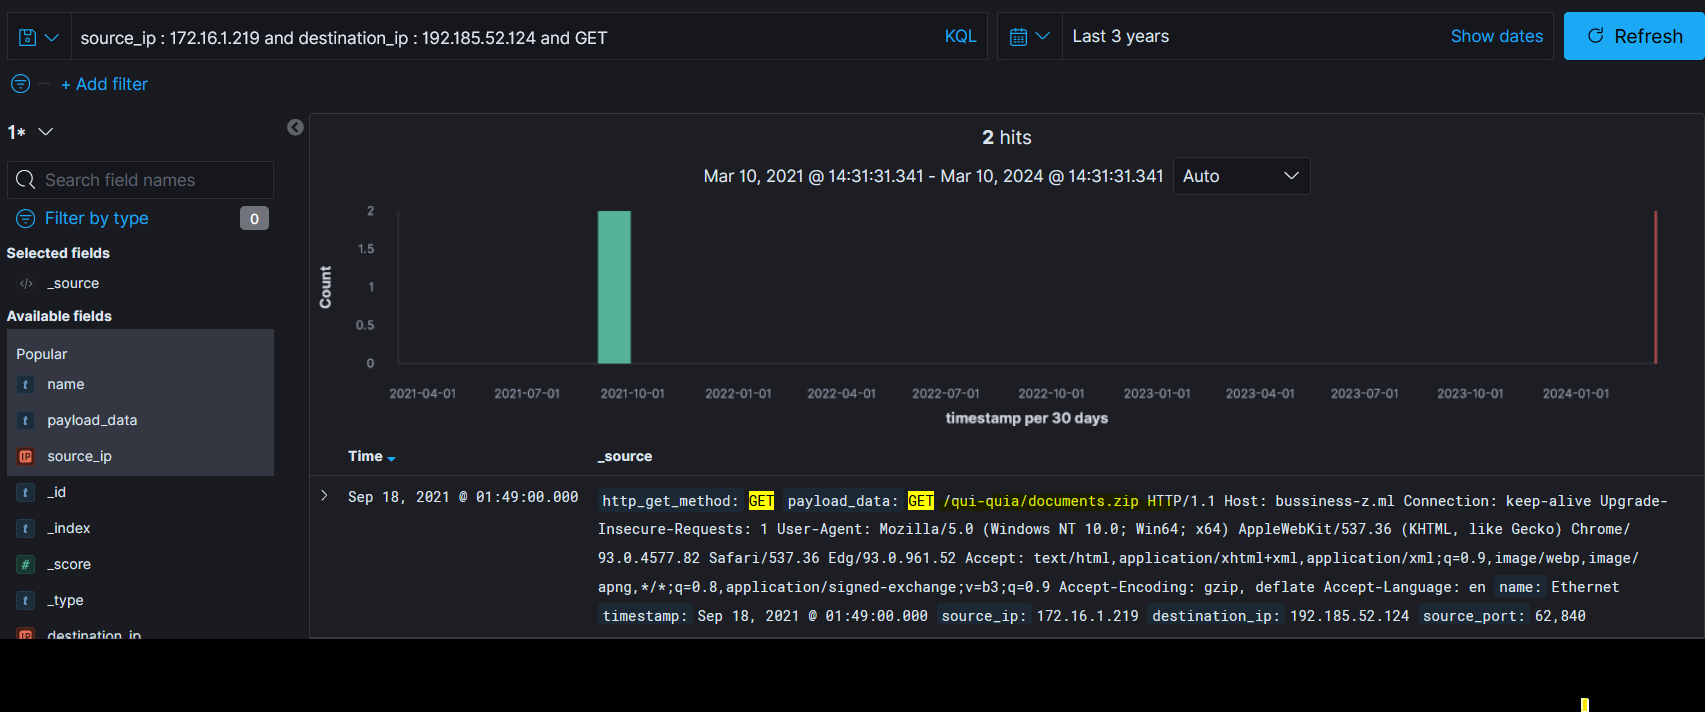 source_ip : 172.16.1.219 and destination_ip : 192.185.52.124 and GET
KQL
Last 3 years
Show dates
Refresh
+ Add filter
1*
Search field names
Filter by type
0
Selected fields
</> _source
Available fields
Popular
t name
t payload_data
IP source_ip
t _id
t _index
# _score
t _type
IP destination_ip
2 hits
Mar 10, 2021 @ 14:31:31.341 - Mar 10, 2024 @ 14:31:31.341
Auto
2
1.5
1
0.5
0
Count
2021-04-01 2021-07-01 2021-10-01 2022-01-01 2022-04-01 2022-07-01 2022-10-01 2023-01-01 2023-04-01 2023-07-01 2023-10-01 2024-01-01
timestamp per 30 days
Time
_source
Sep 18, 2021 @ 01:49:00.000
http_get_method: GET payload_data: GET /qui-quia/documents.zip HTTP/1.1 Host: bussiness-z.ml Connection: keep-alive Upgrade-
Insecure-Requests: 1 User-Agent: Mozilla/5.0 (Windows NT 10.0; Win64; x64) AppleWebKit/537.36 (KHTML, like Gecko) Chrome/
93.0.4577.82 Safari/537.36 Edg/93.0.961.52 Accept: text/html,application/xhtml+xml,application/xml;q=0.9,image/webp,image/
apng,*/*;q=0.8,application/signed-exchange;v=b3;q=0.9 Accept-Encoding: gzip, deflate Accept-Language: en name: Ethernet
timestamp: Sep 18, 2021 @ 01:49:00.000 source_ip: 172.16.1.219 destination_ip: 192.185.52.124 source_port: 62,840